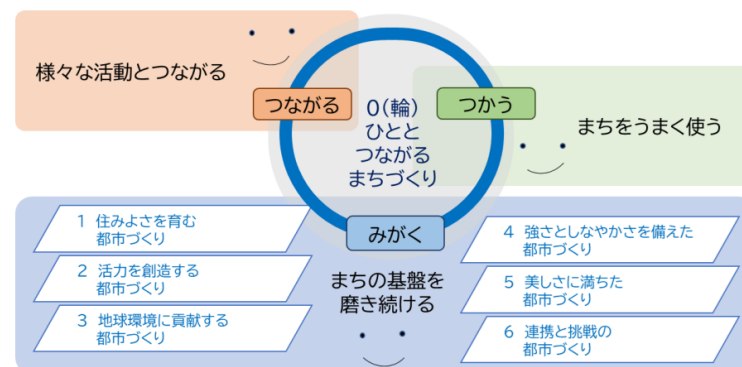 様々な活動とつながる
つながる
つかう
0(輪)
ひとと
つながる
まちづくり
まちをうまく使う
みがく
まちの基盤を
磨き続ける
1 住みよさを育む
都市づくり
2 活力を創造する
都市づくり
3 地球環境に貢献する
都市づくり
4 強さとしなやかさを備えた
都市づくり
5 美しさに満ちた
都市づくり
6 連携と挑戦の
都市づくり